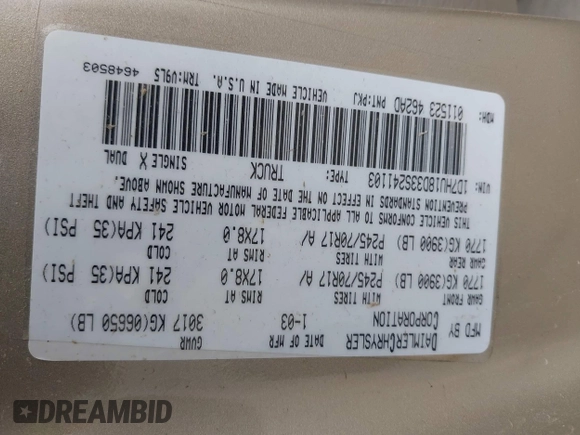 MFD BY DAIMLERCHRYSLER CORPORATION DATE OF MFR 1-03 GVWR 3017 KG(06650 LB)
GAWR FRONT WITH TIRES RIMS AT COLD
1770 KG(3900 LB) P245/70R17 A/ 17X8.0 241 KPA(35 PSI)
GAWR REAR WITH TIRES RIMS AT COLD
1770 KG(3900 LB) P245/70R17 A/ 17X8.0 241 KPA(35 PSI)
THIS VEHICLE CONFORMS TO ALL APPLICABLE FEDERAL MOTOR VEHICLE SAFETY AND THEFT
PREVENTION STANDARDS IN EFFECT ON THE DATE OF MANUFACTURE SHOWN ABOVE.
VIN: 1D7HU18D33S241103 TYPE: TRUCK SINGLE X DUAL
MDH: 011523 462AD PNT:PKJ VEHICLE MADE IN U.S.A. TRM:V9L5 4648503
DREAMBID